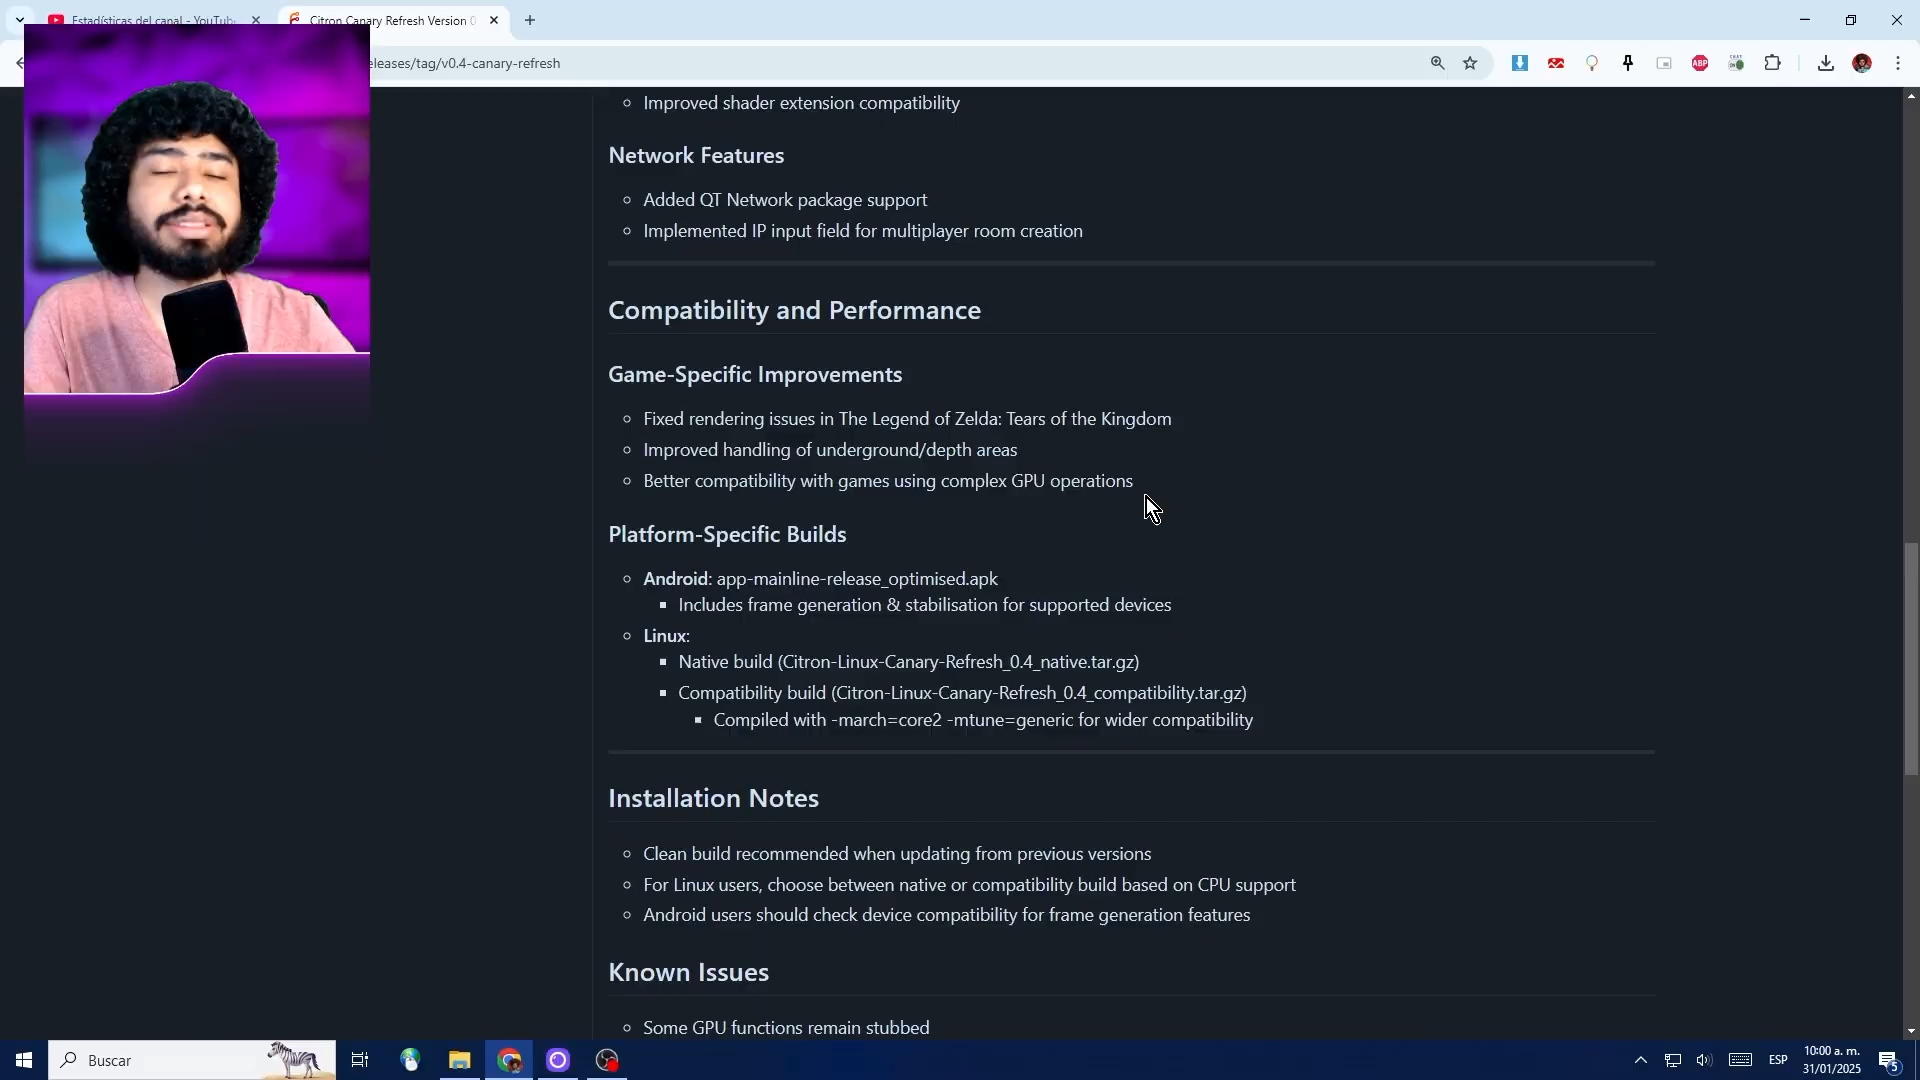 Estadísticas del canal - YouTub
Citron Canary Refresh Version 0
eleases/tag/v0.4-canary-refresh
ABP
Improved shader extension compatibility
Network Features
Added QT Network package support
Implemented IP input field for multiplayer room creation
Compatibility and Performance
Game-Specific Improvements
Fixed rendering issues in The Legend of Zelda: Tears of the Kingdom
Improved handling of underground/depth areas
Better compatibility with games using complex GPU operations
Platform-Specific Builds
Android: app-mainline-release_optimised.apk
Includes frame generation & stabilisation for supported devices
Linux:
Native build (Citron-Linux-Canary-Refresh_0.4_native.tar.gz)
Compatibility build (Citron-Linux-Canary-Refresh_0.4_compatibility.tar.gz)
Compiled with -march=core2 -mtune=generic for wider compatibility
Installation Notes
Clean build recommended when updating from previous versions
For Linux users, choose between native or compatibility build based on CPU support
Android users should check device compatibility for frame generation features
Known Issues
Some GPU functions remain stubbed
Buscar
ESP
10:00 a. m.
31/01/2025
5